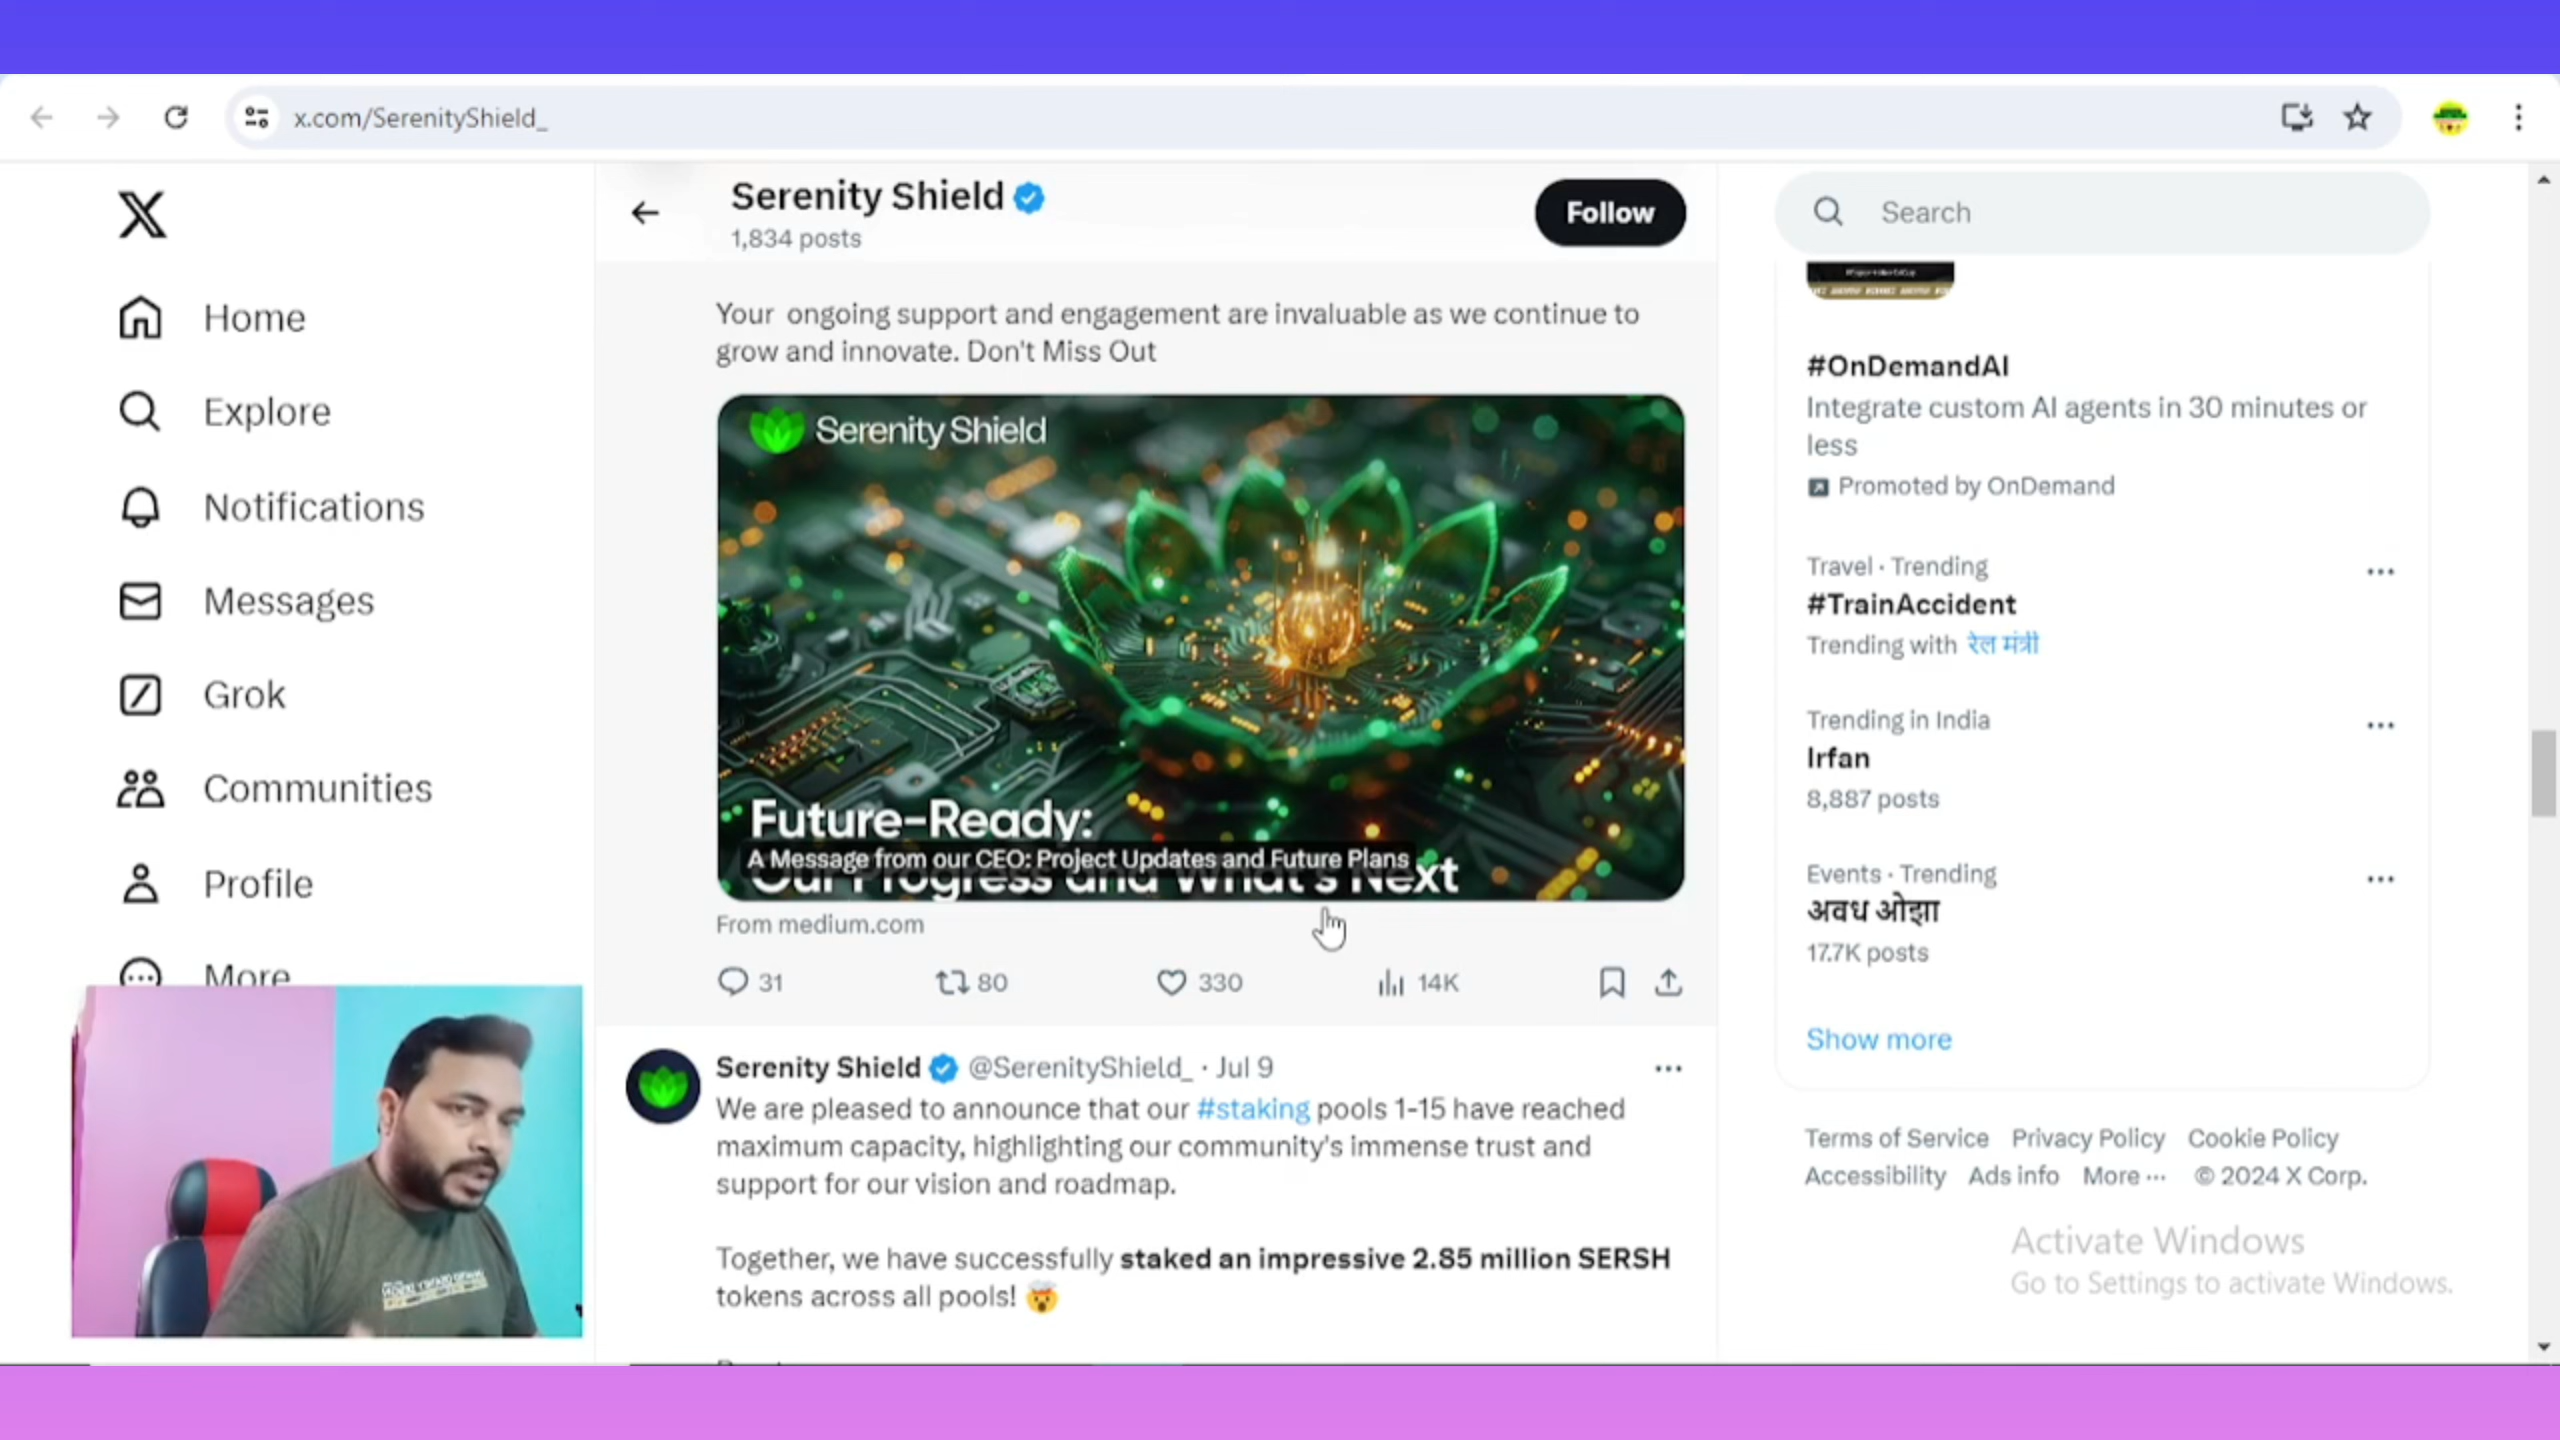 x.com/SerenityShield_
Serenity Shield
1,834 posts
Follow
Search
Home
Explore
Notifications
Messages
Grok
Communities
Profile
More
Your ongoing support and engagement are invaluable as we continue to
grow and innovate. Don't Miss Out
Serenity Shield
Future-Ready:
A Message from our CEO: Project Updates and Future Plans
Our Progress and What's Next
From medium.com
31
80
330
14K
Serenity Shield @SerenityShield_ · Jul 9
We are pleased to announce that our #staking pools 1-15 have reached
maximum capacity, highlighting our community's immense trust and
support for our vision and roadmap.
Together, we have successfully staked an impressive 2.85 million SERSH
tokens across all pools! 🤯
#OnDemandAI
Integrate custom AI agents in 30 minutes or
less
Promoted by OnDemand
Travel · Trending
#TrainAccident
Trending with रेल मंत्री
Trending in India
Irfan
8,887 posts
Events · Trending
अवध ओझा
17.7K posts
Show more
Terms of Service Privacy Policy Cookie Policy
Accessibility Ads info More ··· © 2024 X Corp.
Activate Windows
Go to Settings to activate Windows.